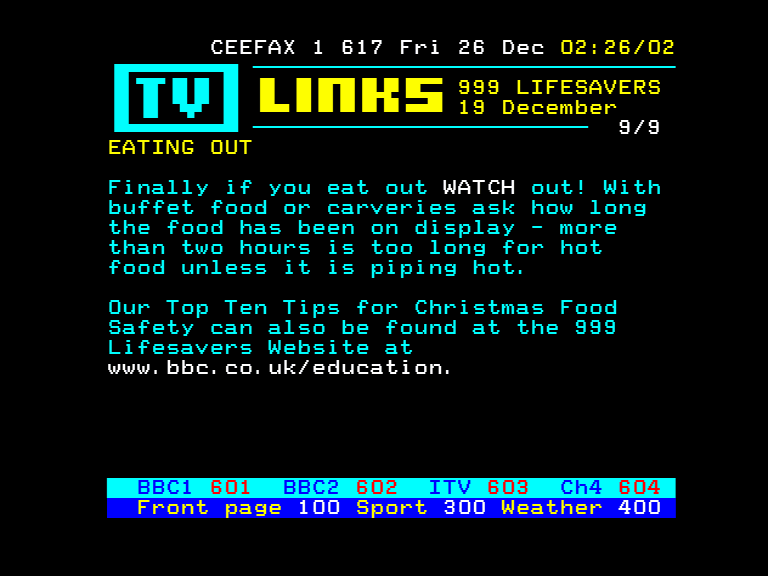 CEEFAX 1 617 Fri 26 Dec 02:26/02
TV LINKS 999 LIFESAVERS
19 December
9/9
EATING OUT
Finally if you eat out WATCH out! With
buffet food or carveries ask how long
the food has been on display - more
than two hours is too long for hot
food unless it is piping hot.
Our Top Ten Tips for Christmas Food
Safety can also be found at the 999
Lifesavers Website at
www.bbc.co.uk/education.
BBC1 601 BBC2 602 ITV 603 Ch4 604
Front page 100 Sport 300 Weather 400